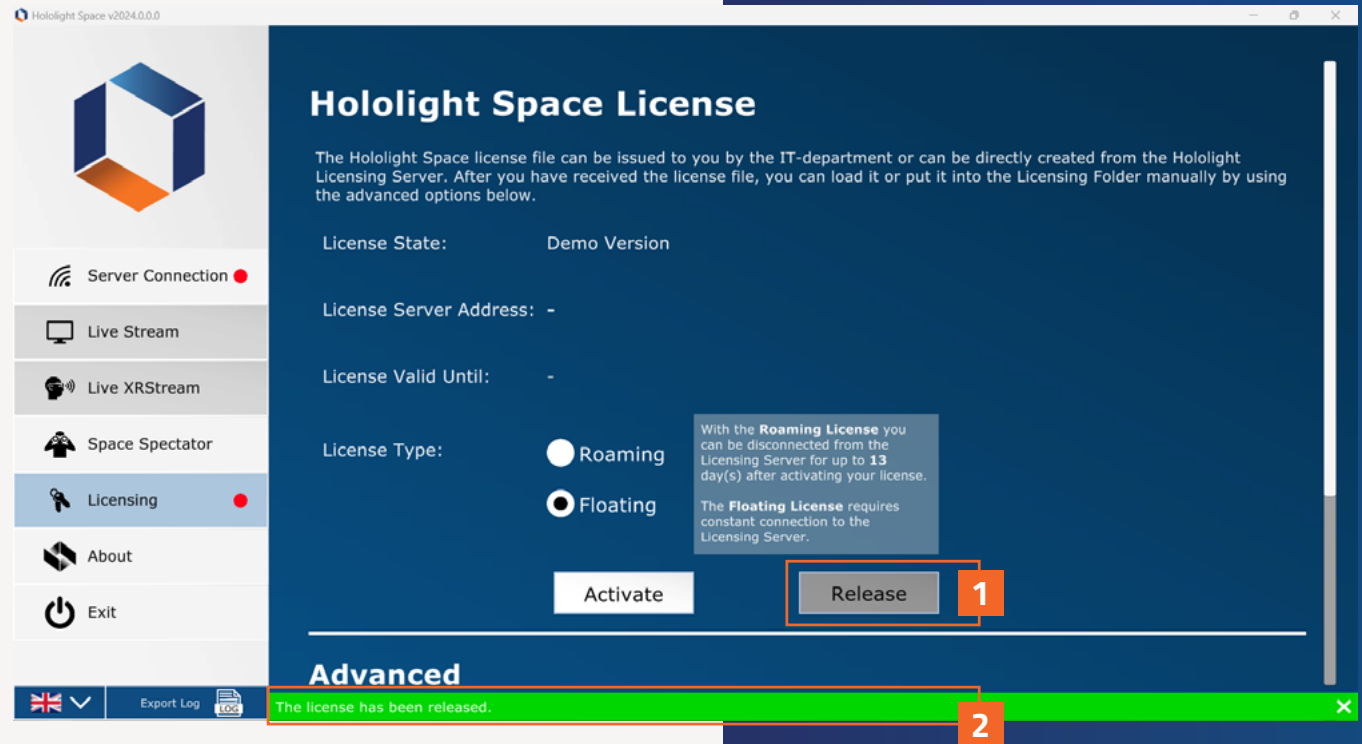 Hololight Space v2024.0.0.0
Hololight Space License
The Hololight Space license file can be issued to you by the IT-department or can be directly created from the Hololight
Licensing Server. After you have received the license file, you can load it or put it into the Licensing Folder manually by using
the advanced options below.
Server Connection
Live Stream
Live XRStream
Space Spectator
Licensing
About
Exit
License State: Demo Version
License Server Address: -
License Valid Until: -
License Type:
Roaming
Floating
With the Roaming License you
can be disconnected from the
Licensing Server for up to 13
day(s) after activating your license.
The Floating License requires
constant connection to the
Licensing Server.
Activate
Release
1
Advanced
Export Log
LOG
The license has been released.
2